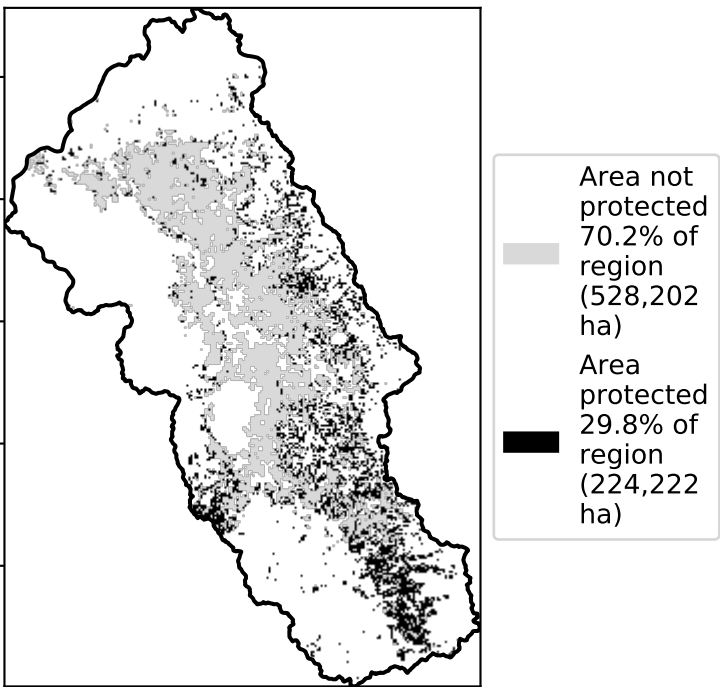 Area not
protected
70.2% of
region
(528,202
ha)
Area
protected
29.8% of
region
(224,222
ha)